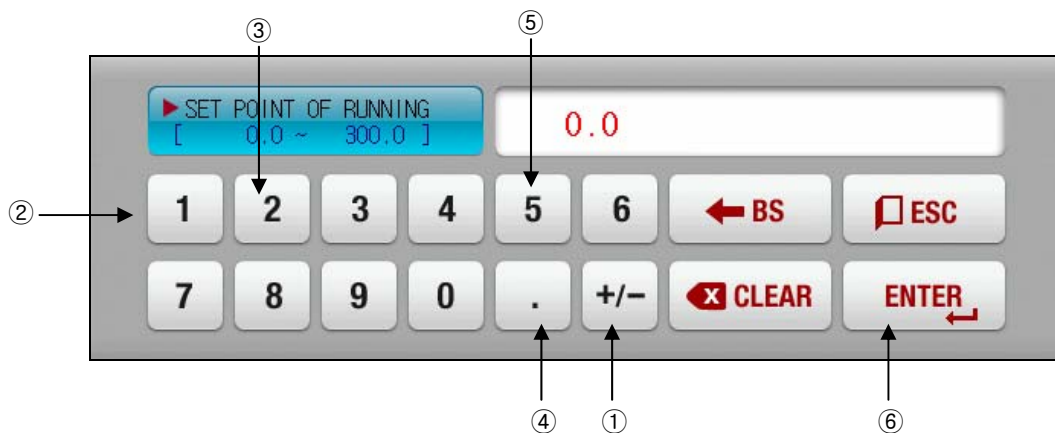 ③ ⑤
▶SET POINT OF RUNNING
[ 0.0 ~ 300.0 ]
0.0
② 1 2 3 4 5 6 BS ESC
7 8 9 0 . +/- X CLEAR ENTER
④ ① ⑥